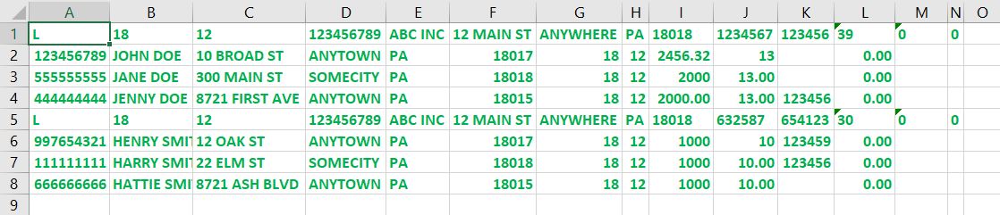 A B C D E F G H I J K L M N O
1 L 18 12 123456789 ABC INC 12 MAIN ST ANYWHERE PA 18018 1234567 123456 39 0 0
2 123456789 JOHN DOE 10 BROAD ST ANYTOWN PA 18017 18 12 2456.32 13 0.00
3 555555555 JANE DOE 300 MAIN ST SOMECITY PA 18018 18 12 2000 13.00 0.00
4 444444444 JENNY DOE 8721 FIRST AVE ANYTOWN PA 18015 18 12 2000.00 13.00 123456 0.00
5 L 18 12 123456789 ABC INC 12 MAIN ST ANYWHERE PA 18018 632587 654123 30 0 0
6 997654321 HENRY SMI 12 OAK ST ANYTOWN PA 18017 18 12 1000 10 123459 0.00
7 111111111 HARRY SMI 22 ELM ST SOMECITY PA 18018 18 12 1000 10.00 123456 0.00
8 666666666 HATTIE SMI 8721 ASH BLVD ANYTOWN PA 18015 18 12 1000 10.00 0.00
9